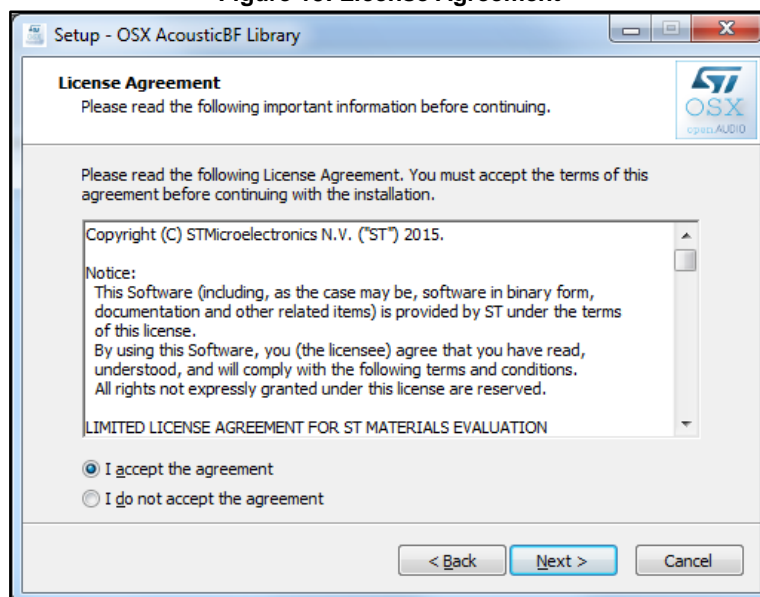 Setup - OSX AcousticBF Library
License Agreement
Please read the following important information before continuing.
OSX
open.AUDIO
Please read the following License Agreement. You must accept the terms of this
agreement before continuing with the installation.
Copyright (C) STMicroelectronics N.V. ("ST") 2015.
Notice:
This Software (including, as the case may be, software in binary form,
documentation and other related items) is provided by ST under the terms
of this license.
By using this Software, you (the licensee) agree that you have read,
understood, and will comply with the following terms and conditions.
All rights not expressly granted under this license are reserved.
LIMITED LICENSE AGREEMENT FOR ST MATERIALS EVALUATION
I accept the agreement
I do not accept the agreement
< Back Next > Cancel